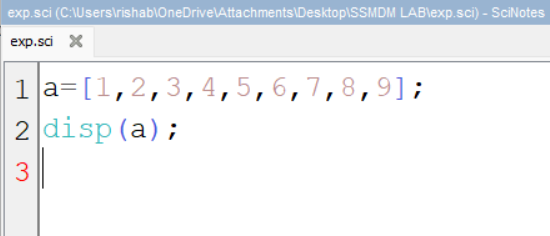 exp.sci (C:\Users\rishab\OneDrive\Attachments\Desktop\SSMDM LAB\exp.sci) - SciNotes
exp.sci
1 a=[1,2,3,4,5,6,7,8,9];
2 disp(a);
3